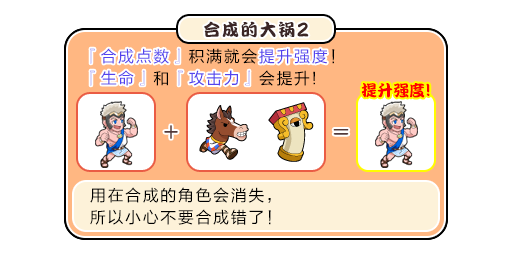 合成的大锅2
『合成点数』积满就会提升强度!
『生命』和『攻击力』会提升!
提升强度!
+ =
用在合成的角色会消失,
所以小心不要合成错了!